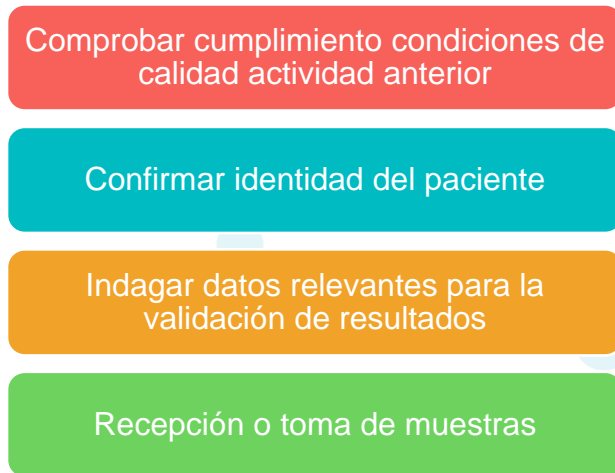 Comprobar cumplimiento condiciones de
calidad actividad anterior
Confirmar identidad del paciente
Indagar datos relevantes para la
validación de resultados
Recepción o toma de muestras